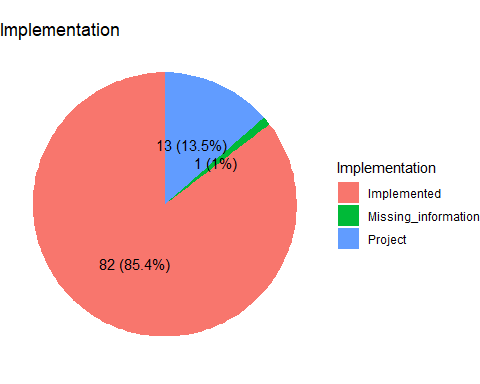 Implementation
13 (13.5%)
1 (1%)
82 (85.4%)
Implementation
Implemented
Missing_information
Project